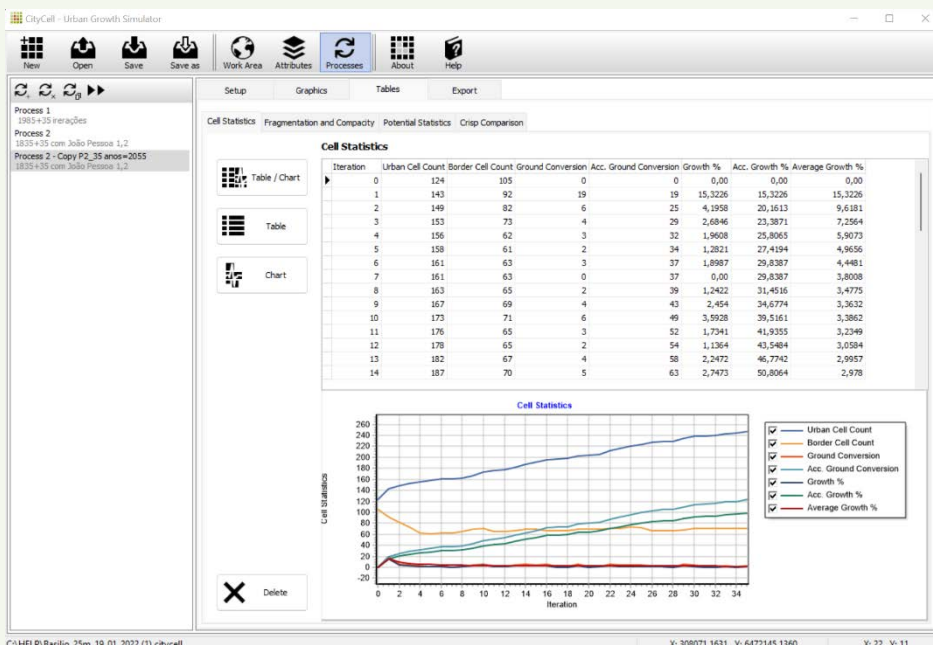 CityCell - Urban Growth Simulator
New Open Save Save as Work Area Attributes Processes About Help
Process 1
1985+35 irerações
Process 2
1835+35 com João Pessoa 1,2
Process 2 - Copy P2_35 anos=2055
1835+35 com João Pessoa 1,2
Setup Graphics Tables Export
Cell Statistics Fragmentation and Compacity Potential Statistics Crisp Comparison
Cell Statistics
Table / Chart
Table
Chart
Delete
Iteration Urban Cell Count Border Cell Count Ground Conversion Acc. Ground Conversion Growth % Acc. Growth % Average Growth %
0 124 105 0 0 0,00 0,00 0,00
1 143 92 19 19 15,3226 15,3226 15,3226
2 149 82 6 25 4,1958 20,1613 9,6181
3 153 73 4 29 2,6846 23,3871 7,2564
4 156 62 3 32 1,9608 25,8065 5,9073
5 158 61 2 34 1,2821 27,4194 4,9656
6 161 63 3 37 1,8987 29,8387 4,4481
7 161 63 0 37 0,00 29,8387 3,8008
8 163 65 2 39 1,2422 31,4516 3,4775
9 167 69 4 43 2,454 34,6774 3,3632
10 173 71 6 49 3,5928 39,5161 3,3862
11 176 65 3 52 1,7341 41,9355 3,2349
12 178 65 2 54 1,1364 43,5484 3,0584
13 182 67 4 58 2,2472 46,7742 2,9957
14 187 70 5 63 2,7473 50,8064 2,978
Cell Statistics
Cell Statistics
260
240
220
200
180
160
140
120
100
80
60
40
20
0
-20
0 2 4 6 8 10 12 14 16 18 20 22 24 26 28 30 32 34
Iteration
Urban Cell Count
Border Cell Count
Ground Conversion
Acc. Ground Conversion
Growth %
Acc. Growth %
Average Growth %
C:\HELP\Basilio_25m_19_01_2022 (1).citycell X: 308071,1631 Y: 6472145,1360 X: 22 Y: 11